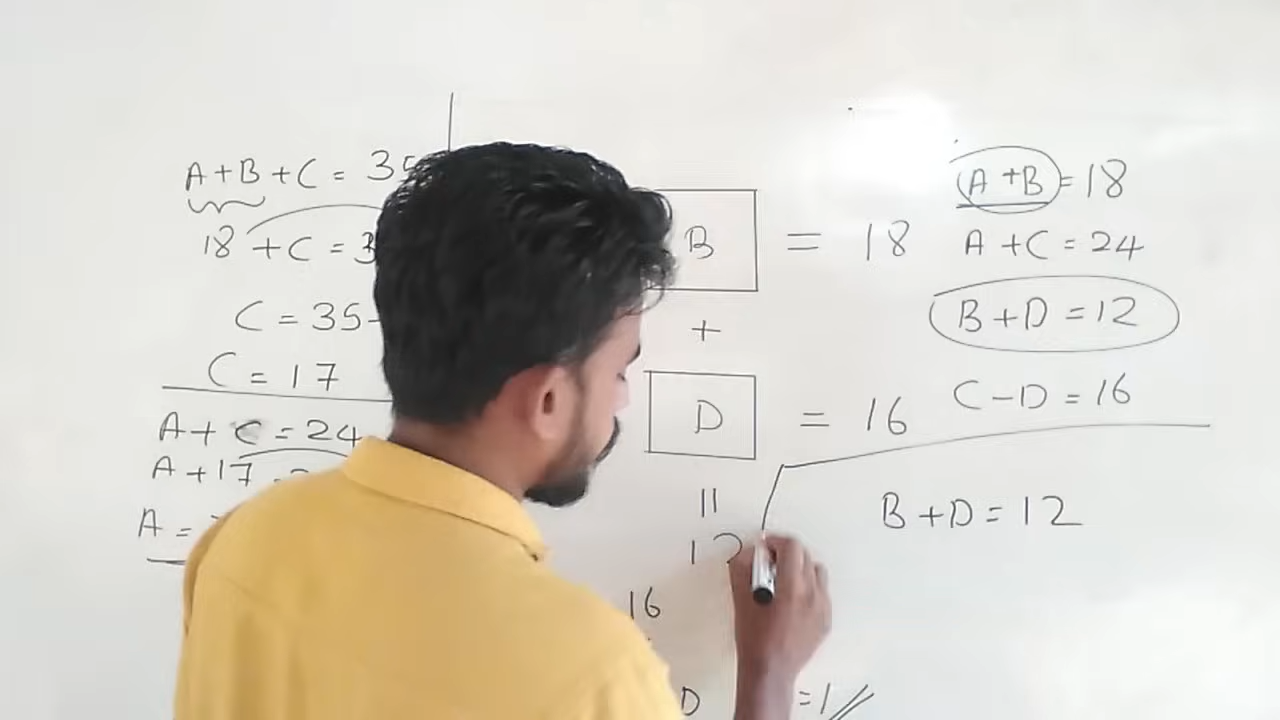 A+B+C = 35
18 +C = 3
C = 35-
C = 17
A+ C = 24
A+17
A =
B = 18
+
D = 16
11
12
16
D =1
A +B = 18
A +C = 24
B +D = 12
C -D = 16
B +D = 12